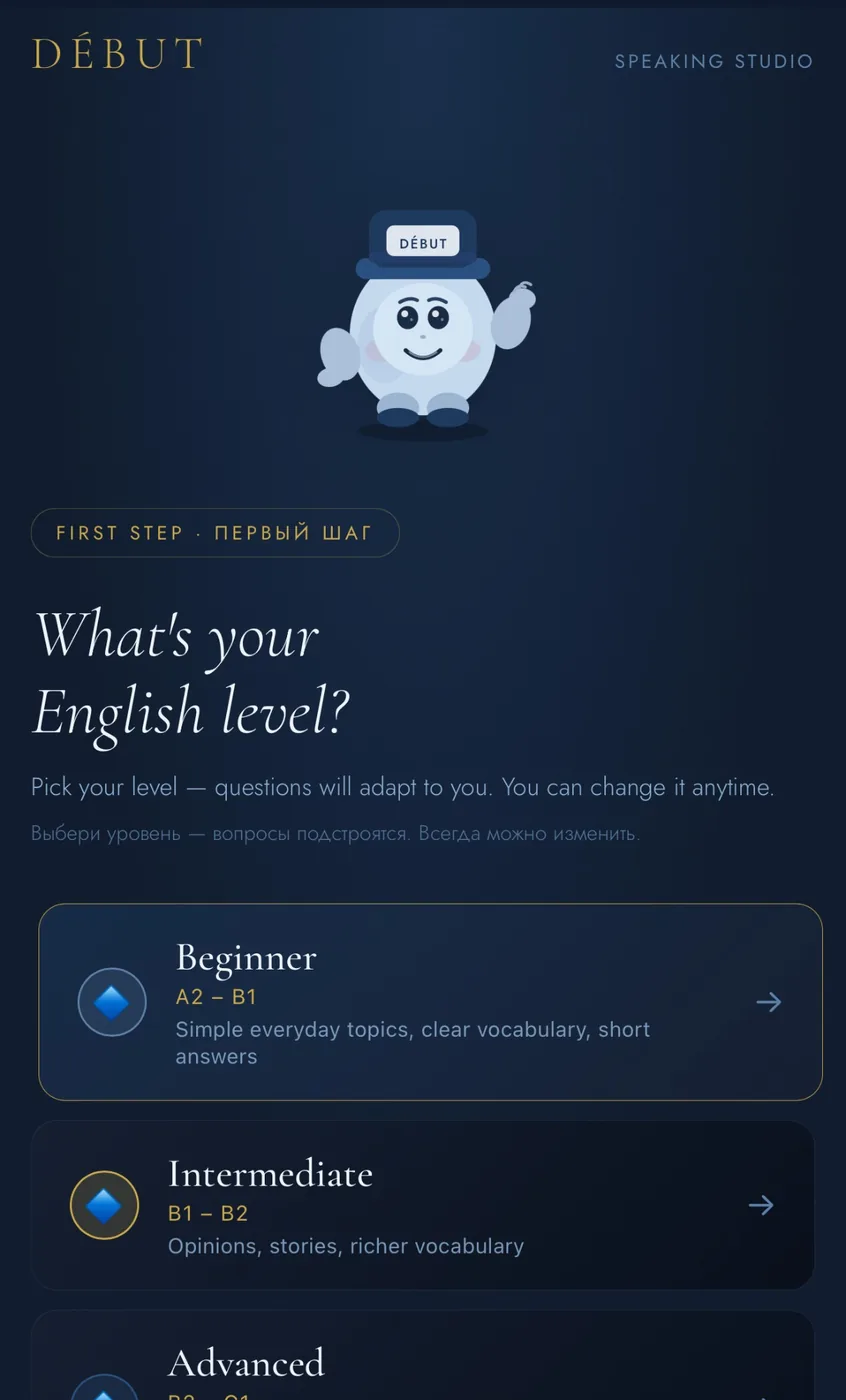 DÉBUT
SPEAKING STUDIO
DÉBUT
FIRST STEP · ПЕРВЫЙ ШАГ
What's your
English level?
Pick your level — questions will adapt to you. You can change it anytime.
Выбери уровень — вопросы подстроятся. Всегда можно изменить.
Beginner
A2 – B1
Simple everyday topics, clear vocabulary, short
answers
Intermediate
B1 – B2
Opinions, stories, richer vocabulary
Advanced